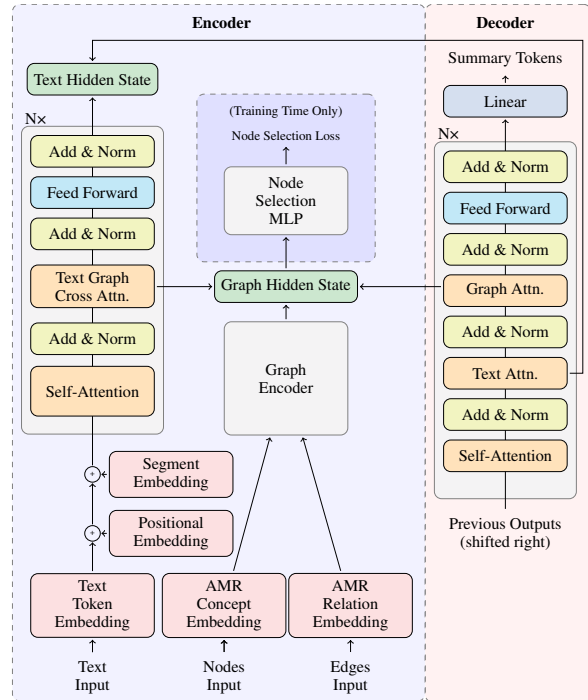 Encoder
Text Hidden State
N×
Add & Norm
Feed Forward
Add & Norm
Text Graph
Cross Attn.
Add & Norm
Self-Attention
+
Segment
Embedding
+
Positional
Embedding
Text
Token
Embedding
Text
Input
(Training Time Only)
Node Selection Loss
Node
Selection
MLP
Graph Hidden State
Graph
Encoder
AMR
Concept
Embedding
Nodes
Input
AMR
Relation
Embedding
Edges
Input
Decoder
Summary Tokens
Linear
N×
Add & Norm
Feed Forward
Add & Norm
Graph Attn.
Add & Norm
Text Attn.
Add & Norm
Self-Attention
Previous Outputs
(shifted right)